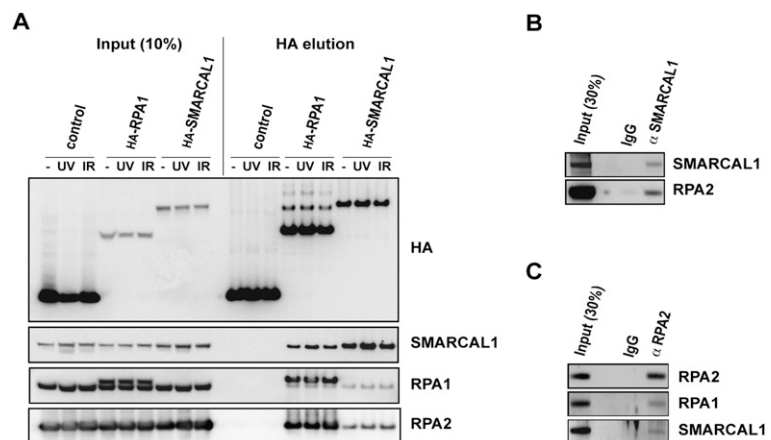 A
Input (10%)
HA elution
control
HA-RPA1
HA-SMARCAL1
control
HA-RPA1
HA-SMARCAL1
- UV IR - UV IR - UV IR - UV IR - UV IR - UV IR
HA
SMARCAL1
RPA1
RPA2
B
Input (30%)
IgG
α SMARCAL1
SMARCAL1
RPA2
C
Input (30%)
IgG
α RPA2
RPA2
RPA1
SMARCAL1